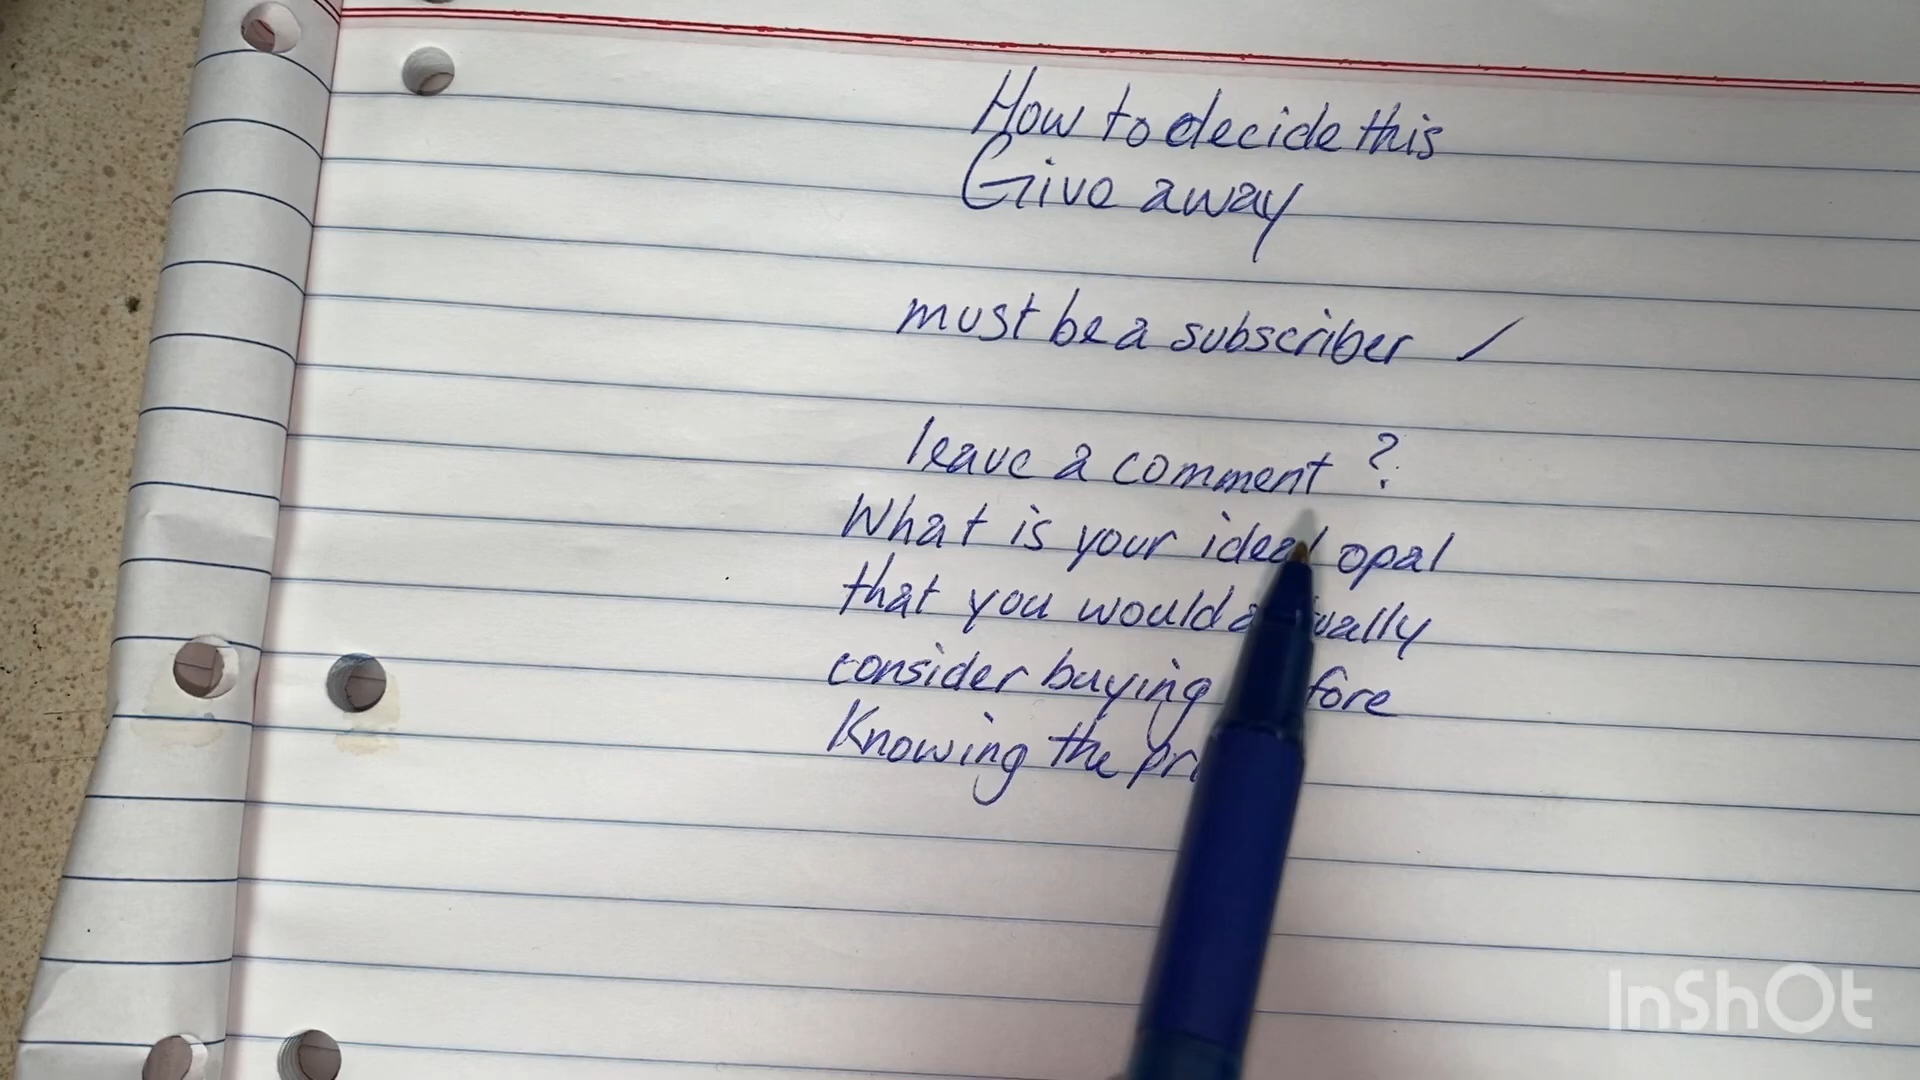 How to decide this
Give away
must be a subscriber
leave a comment ?
What is your ideal opal
that you would
consider buying
Knowing the
InShOt